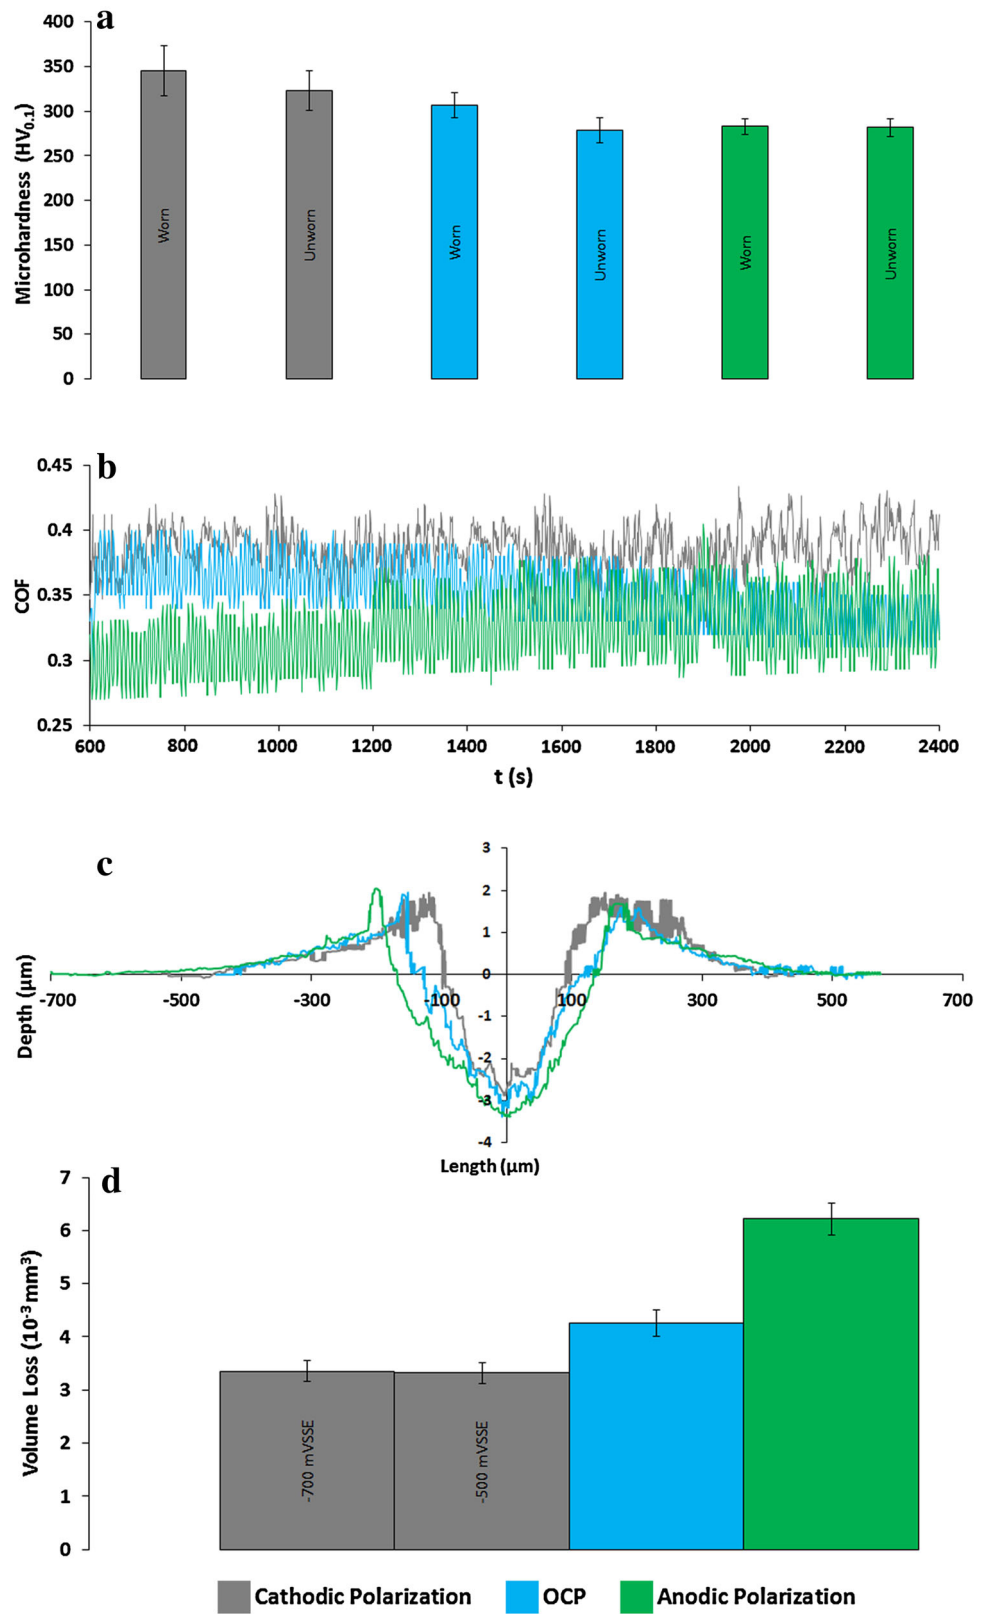 a
400
350
300
250
200
150
100
50
0
Microhardness (HV0.1)
Worn
Unworn
Worn
Unworn
Worn
Unworn
b
0.45
0.4
0.35
0.3
0.25
COF
600 800 1000 1200 1400 1600 1800 2000 2200 2400
t (s)
c
3
2
1
0
-1
-2
-3
-4
-700 -500 -300 -100 100 300 500 700
Depth (μm)
Length (μm)
d
7
6
5
4
3
2
1
0
Volume Loss (10-3 mm3)
-700 mVSSE
-500 mVSSE
Cathodic Polarization OCP Anodic Polarization